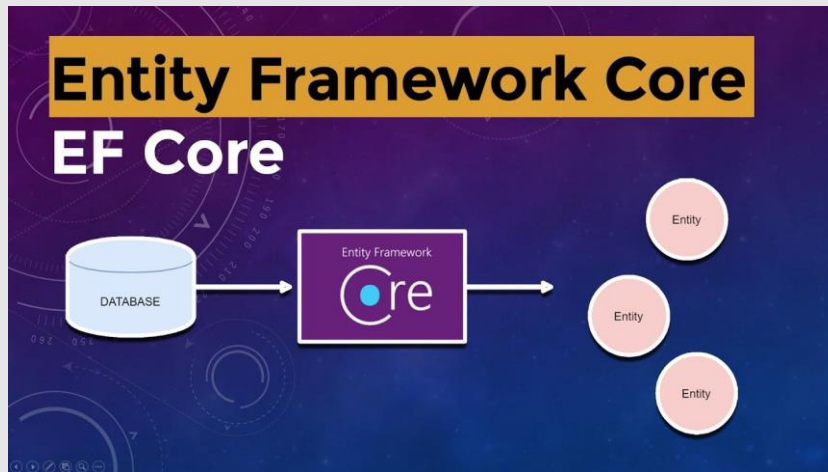 Entity Framework Core
EF Core
Entity
Entity Framework
Core
DATABASE
Entity
Entity